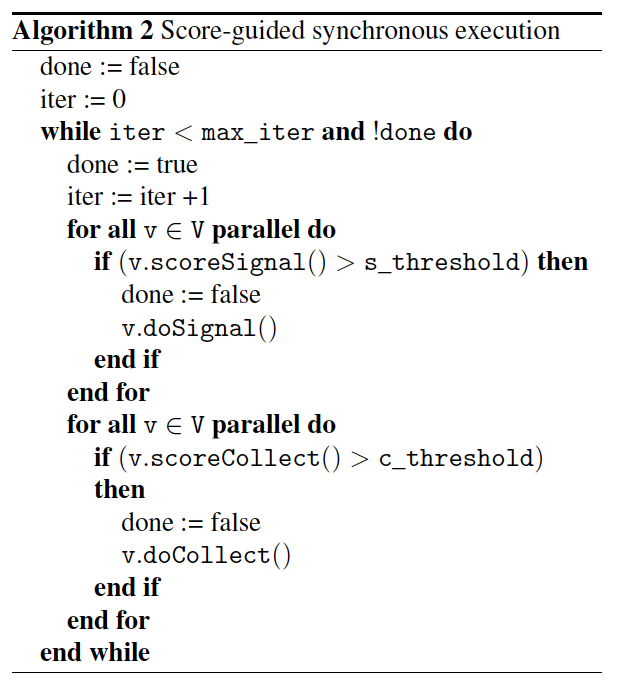 Algorithm 2 Score-guided synchronous execution
done := false
iter := 0
while iter < max_iter and !done do
done := true
iter := iter +1
for all v ∈ V parallel do
if (v.scoreSignal() > s_threshold) then
done := false
v.doSignal()
end if
end for
for all v ∈ V parallel do
if (v.scoreCollect() > c_threshold)
then
done := false
v.doCollect()
end if
end for
end while